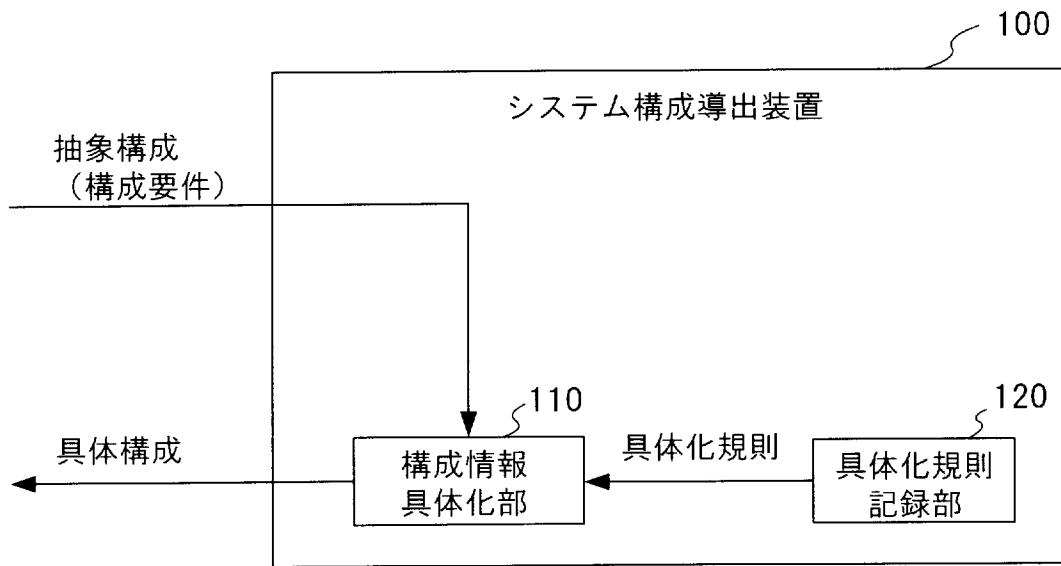 100
システム構成導出装置
抽象構成
（構成要件）
110
120
具体構成
構成情報
具体化部
具体化規則
具体化規則
記録部